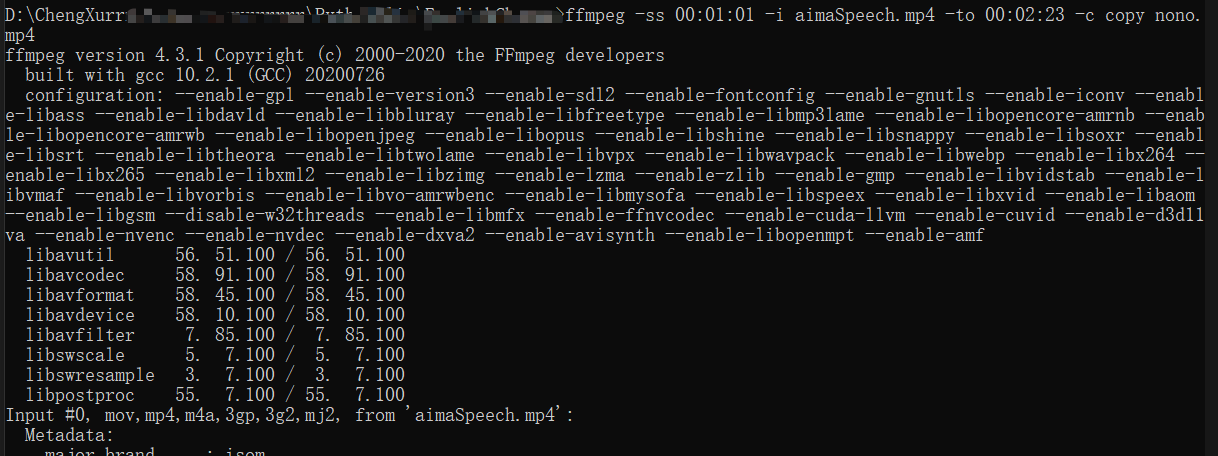 D:\ChengXurr ffmpeg -ss 00:01:01 -i aimaSpeech.mp4 -to 00:02:23 -c copy nono.
mp4
ffmpeg version 4.3.1 Copyright (c) 2000-2020 the FFmpeg developers
built with gcc 10.2.1 (GCC) 20200726
configuration: --enable-gpl --enable-version3 --enable-sdl2 --enable-fontconfig --enable-gnutls --enable-iconv --enabl
e-libass --enable-libdav1d --enable-libbluray --enable-libfreetype --enable-libmp3lame --enable-libopencore-amrnb --enab
le-libopencore-amrwb --enable-libopenjpeg --enable-libopus --enable-libshine --enable-libsnappy --enable-libsoxr --enabl
e-libsrt --enable-libtheora --enable-libtwolame --enable-libvpx --enable-libwavpack --enable-libwebp --enable-libx264 --
enable-libx265 --enable-libxml2 --enable-libzimg --enable-lzma --enable-zlib --enable-gmp --enable-libvidstab --enable-l
ibvmaf --enable-libvorbis --enable-libvo-amrwbenc --enable-libmysofa --enable-libspeex --enable-libxvid --enable-libaom
--enable-libgsm --disable-w32threads --enable-libmfx --enable-ffnvcodec --enable-cuda-llvm --enable-cuvid --enable-d3d11
va --enable-nvenc --enable-nvdec --enable-dxva2 --enable-avisynth --enable-libopenmpt --enable-amf
libavutil 56. 51.100 / 56. 51.100
libavcodec 58. 91.100 / 58. 91.100
libavformat 58. 45.100 / 58. 45.100
libavdevice 58. 10.100 / 58. 10.100
libavfilter 7. 85.100 / 7. 85.100
libswscale 5. 7.100 / 5. 7.100
libswresample 3. 7.100 / 3. 7.100
libpostproc 55. 7.100 / 55. 7.100
Input #0, mov,mp4,m4a,3gp,3g2,mj2, from 'aimaSpeech.mp4':
Metadata:
major_brand : isom